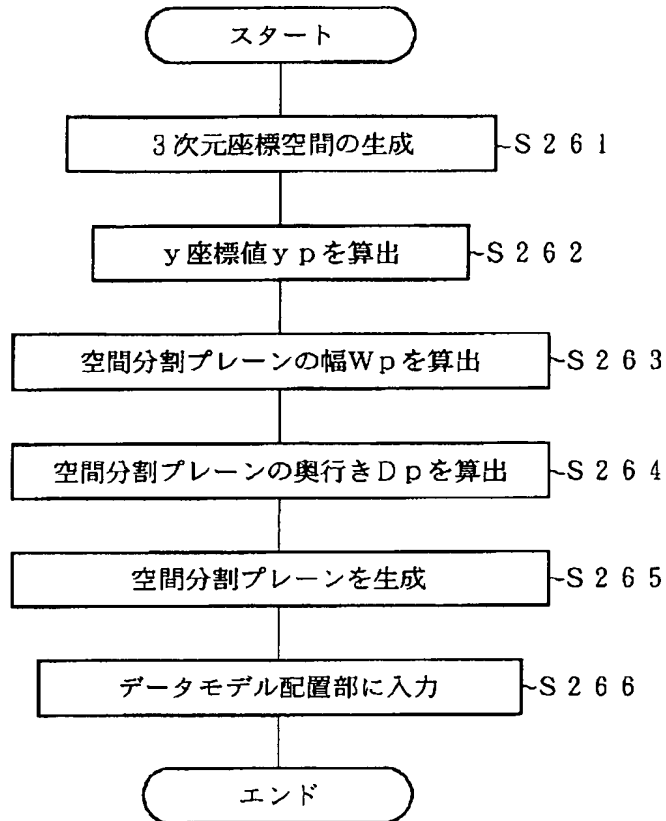 スタート
3次元座標空間の生成 ~S261
y座標値ypを算出 ~S262
空間分割プレーンの幅Wpを算出 ~S263
空間分割プレーンの奥行きDpを算出 ~S264
空間分割プレーンを生成 ~S265
データモデル配置部に入力 ~S266
エンド